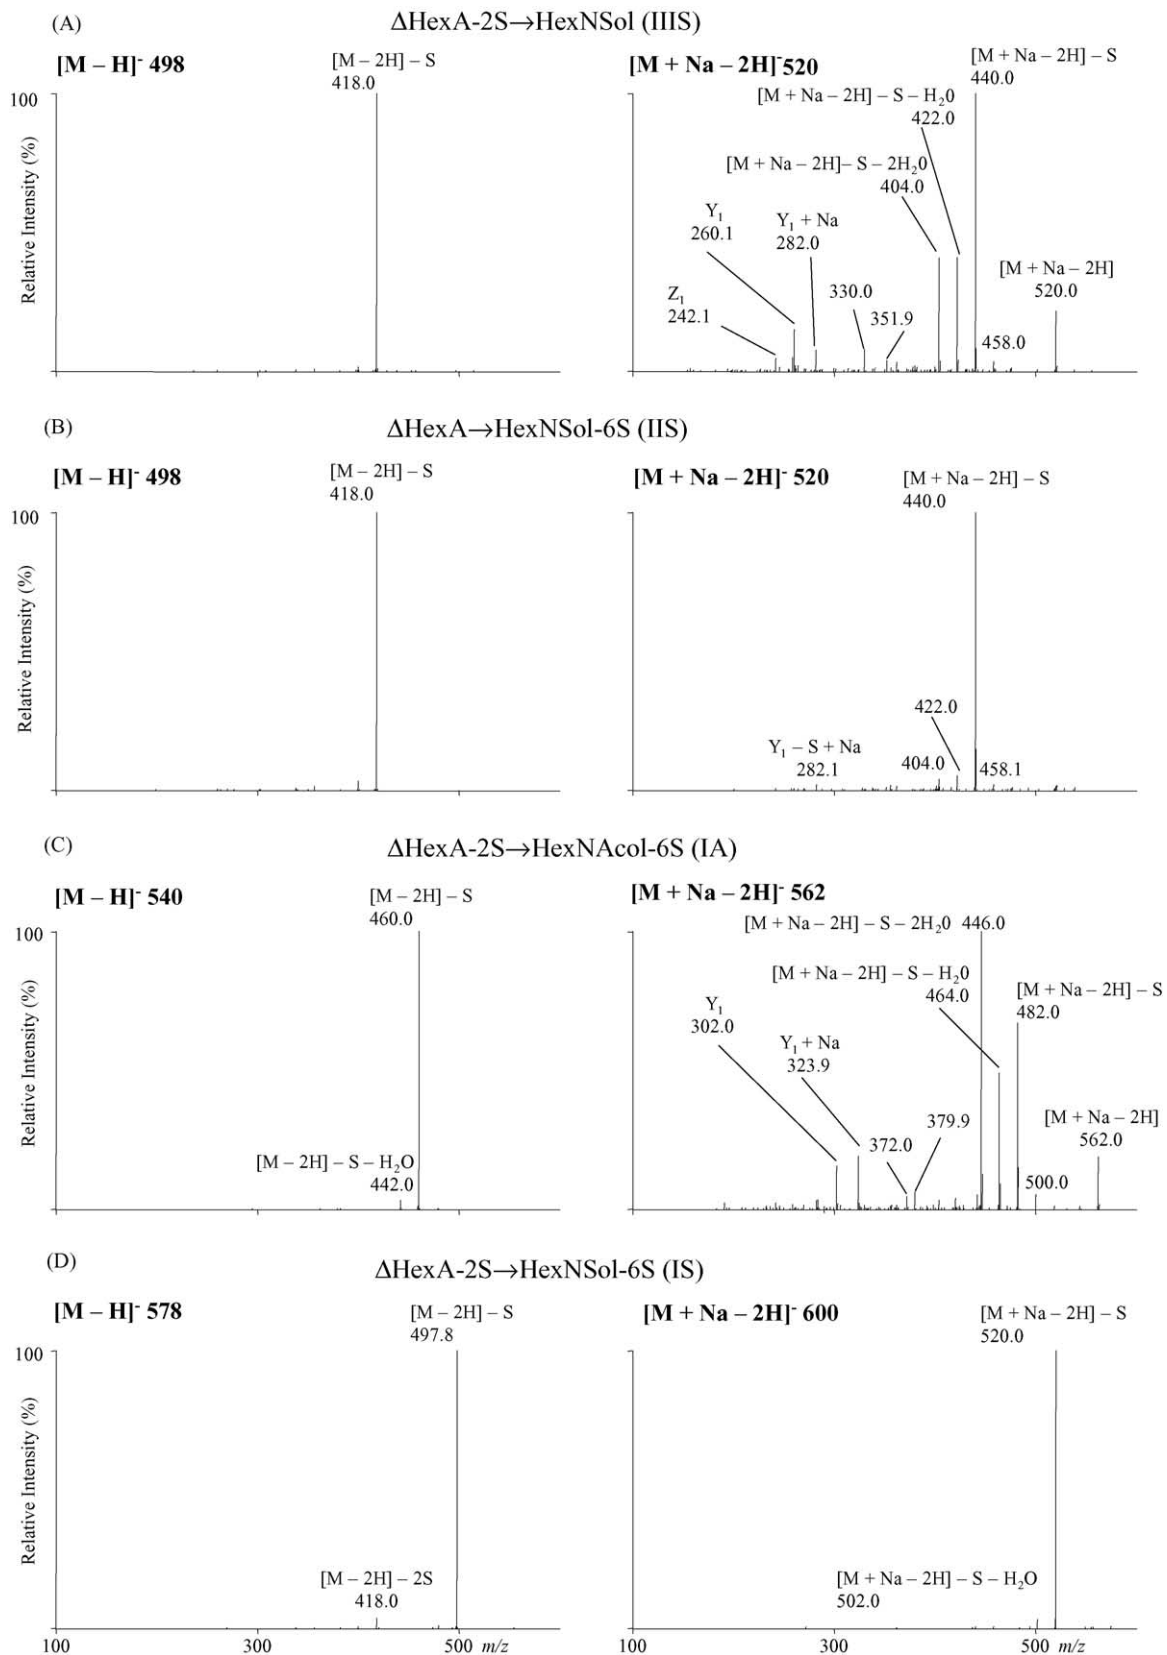 (A)
ΔHexA-2S→HexNSol (IIIS)
[M – H]⁻ 498
[M – 2H] – S
418.0
100
Relative Intensity (%)
[M + Na – 2H]⁻520
[M + Na – 2H] – S
440.0
[M + Na – 2H] – S – H₂0
422.0
[M + Na – 2H]– S – 2H₂0
404.0
Y₁
260.1
Y₁ + Na
282.0
Z₁
242.1
330.0
351.9
[M + Na – 2H]
520.0
458.0
(B)
ΔHexA→HexNSol-6S (IIS)
[M – H]⁻ 498
[M – 2H] – S
418.0
100
Relative Intensity (%)
[M + Na – 2H]⁻ 520
[M + Na – 2H] – S
440.0
422.0
Y₁ – S + Na
282.1
404.0
458.1
(C)
ΔHexA-2S→HexNAcol-6S (IA)
[M – H]⁻ 540
[M – 2H] – S
460.0
100
Relative Intensity (%)
[M – 2H] – S – H₂O
442.0
[M + Na – 2H]⁻ 562
[M + Na – 2H] – S – 2H₂0 446.0
[M + Na – 2H] – S – H₂0
464.0
[M + Na – 2H] – S
482.0
Y₁
302.0
Y₁ + Na
323.9
372.0
379.9
[M + Na – 2H]
562.0
500.0
(D)
ΔHexA-2S→HexNSol-6S (IS)
[M – H]⁻ 578
[M – 2H] – S
497.8
100
Relative Intensity (%)
[M – 2H] – 2S
418.0
[M + Na – 2H]⁻ 600
[M + Na – 2H] – S
520.0
[M + Na – 2H] – S – H₂O
502.0
100 300 500 m/z
100 300 500 m/z